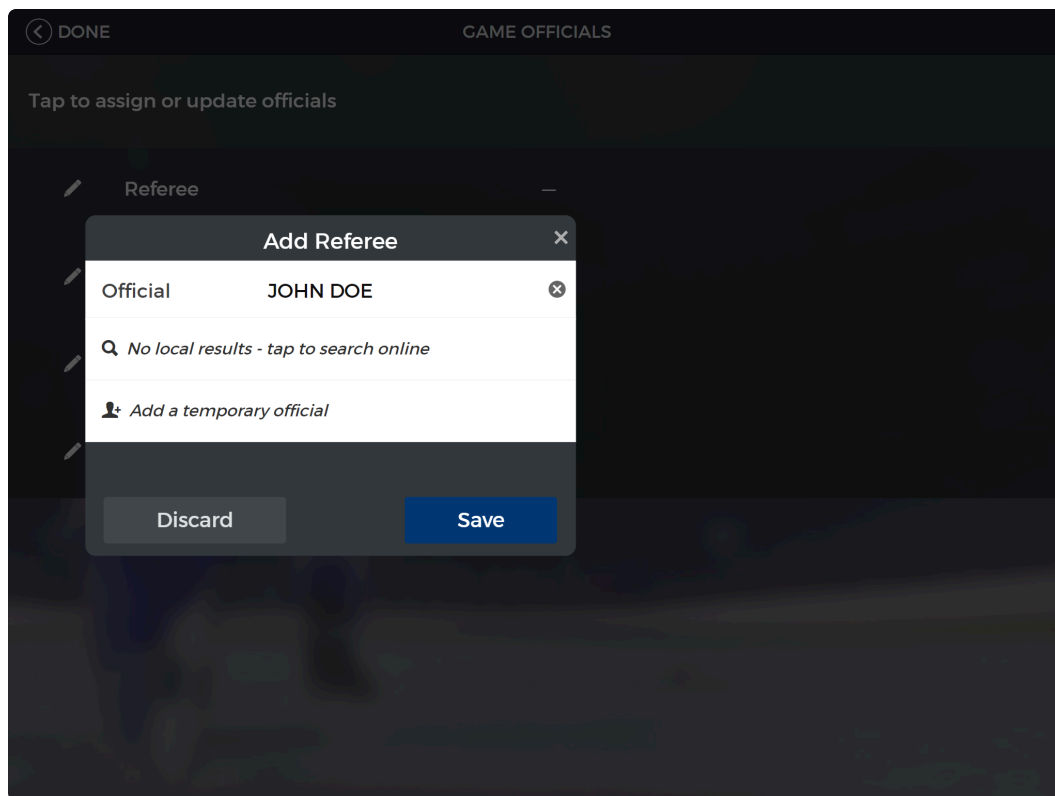 DONE
GAME OFFICIALS
Tap to assign or update officials
Referee —
Add Referee
Official JOHN DOE
No local results - tap to search online
Add a temporary official
Discard Save